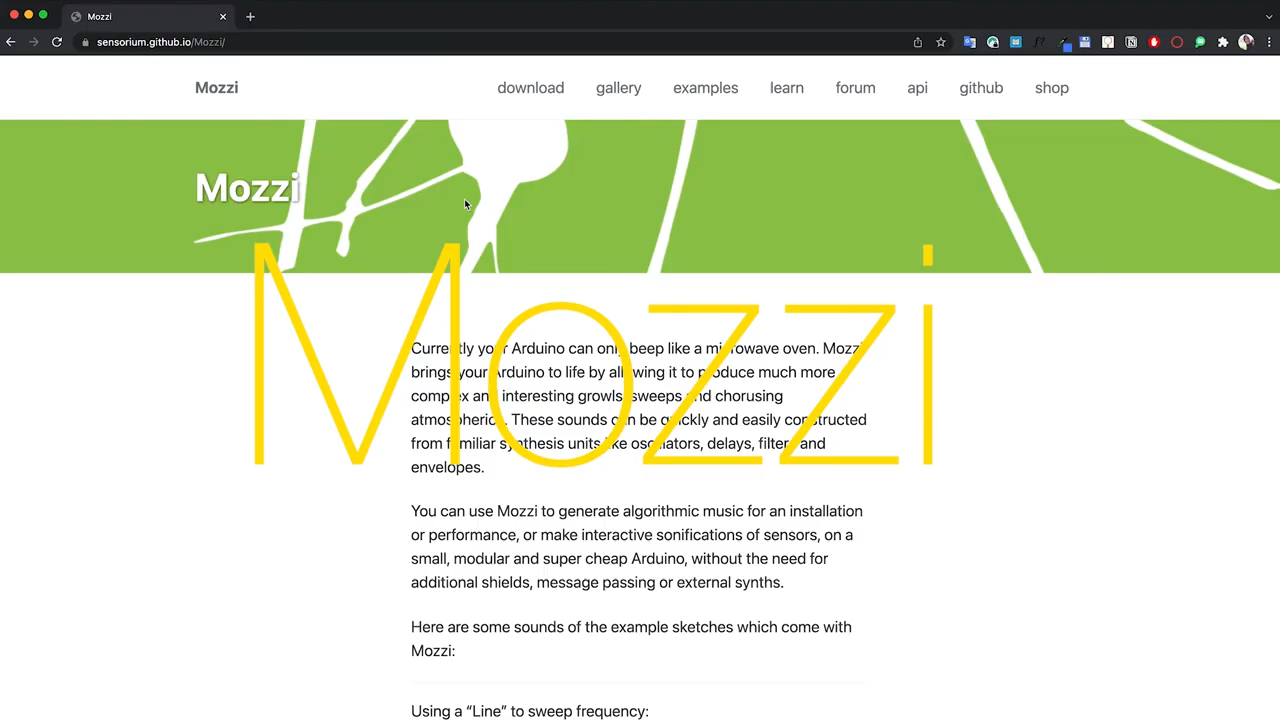 Mozzi
sensorium.github.io/Mozzi/
Mozzi download gallery examples learn forum api github shop
Mozzi
Mozzi
Currently your Arduino can only beep like a microwave oven. Mozzi
brings your Arduino to life by allowing it to produce much more
complex and interesting growls, sweeps and chorusing
atmospherics. These sounds can be quickly and easily constructed
from familiar synthesis units like oscillators, delays, filters and
envelopes.
You can use Mozzi to generate algorithmic music for an installation
or performance, or make interactive sonifications of sensors, on a
small, modular and super cheap Arduino, without the need for
additional shields, message passing or external synths.
Here are some sounds of the example sketches which come with
Mozzi:
Using a “Line” to sweep frequency: